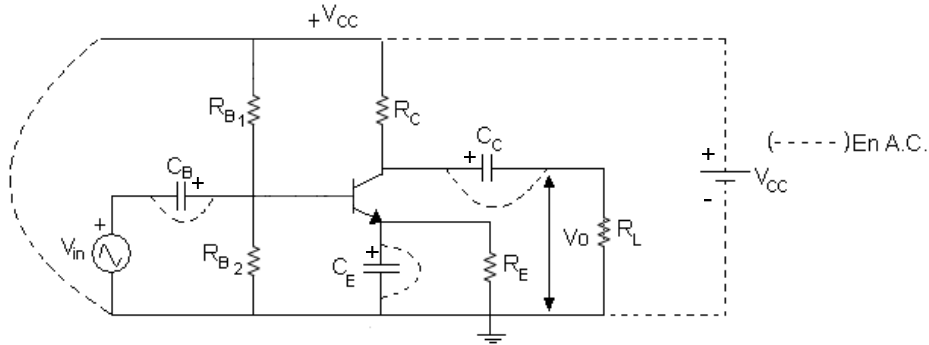 +VCC
RB1
RC
CC
+
(-----)En A.C.
CB
+
+
VCC
-
+
Vin
RB2
+
CE
RE
Vo
RL